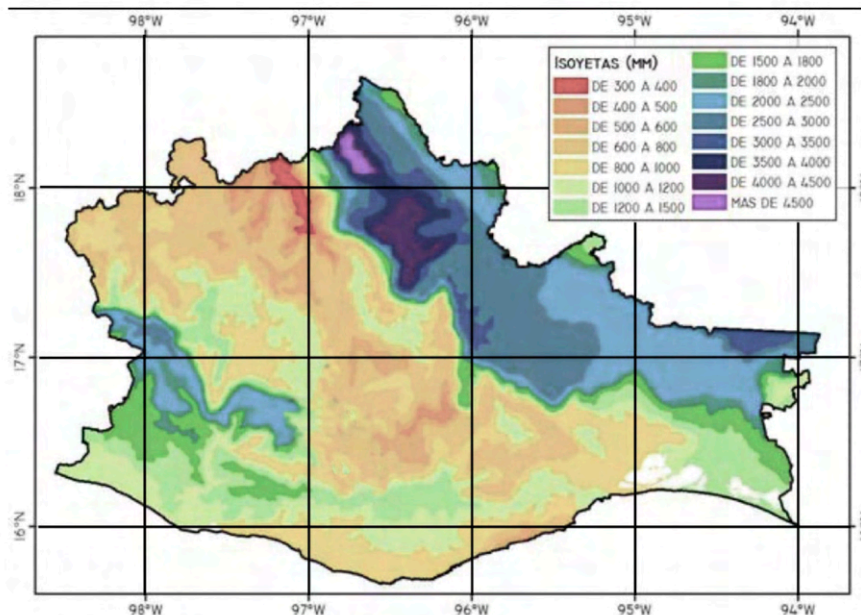 98°W 97°W 96°W 95°W 94°W
ISOYETAS (MM)
DE 300 A 400
DE 400 A 500
DE 500 A 600
DE 600 A 800
DE 800 A 1000
DE 1000 A 1200
DE 1200 A 1500
DE 1500 A 1800
DE 1800 A 2000
DE 2000 A 2500
DE 2500 A 3000
DE 3000 A 3500
DE 3500 A 4000
DE 4000 A 4500
MAS DE 4500
18°N
17°N
16°N
98°W 97°W 96°W 95°W 94°W